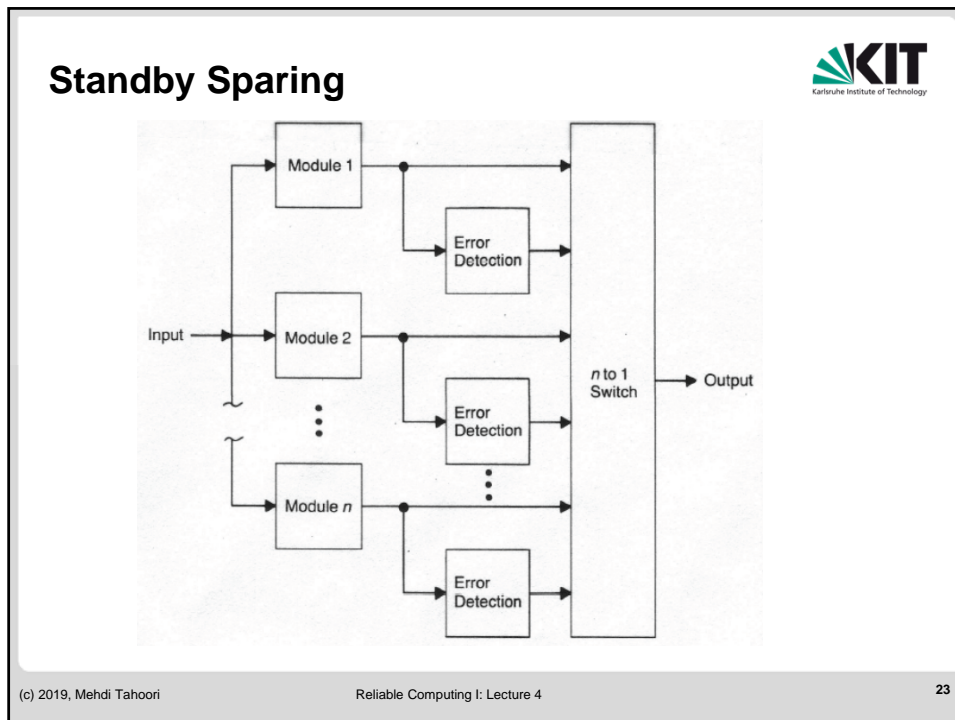 Standby Sparing
KIT
Karlsruhe Institute of Technology
Module 1
Error
Detection
Input
Module 2
n to 1
Switch
Output
Error
Detection
Module n
Error
Detection
(c) 2019, Mehdi Tahoori
Reliable Computing I: Lecture 4
23